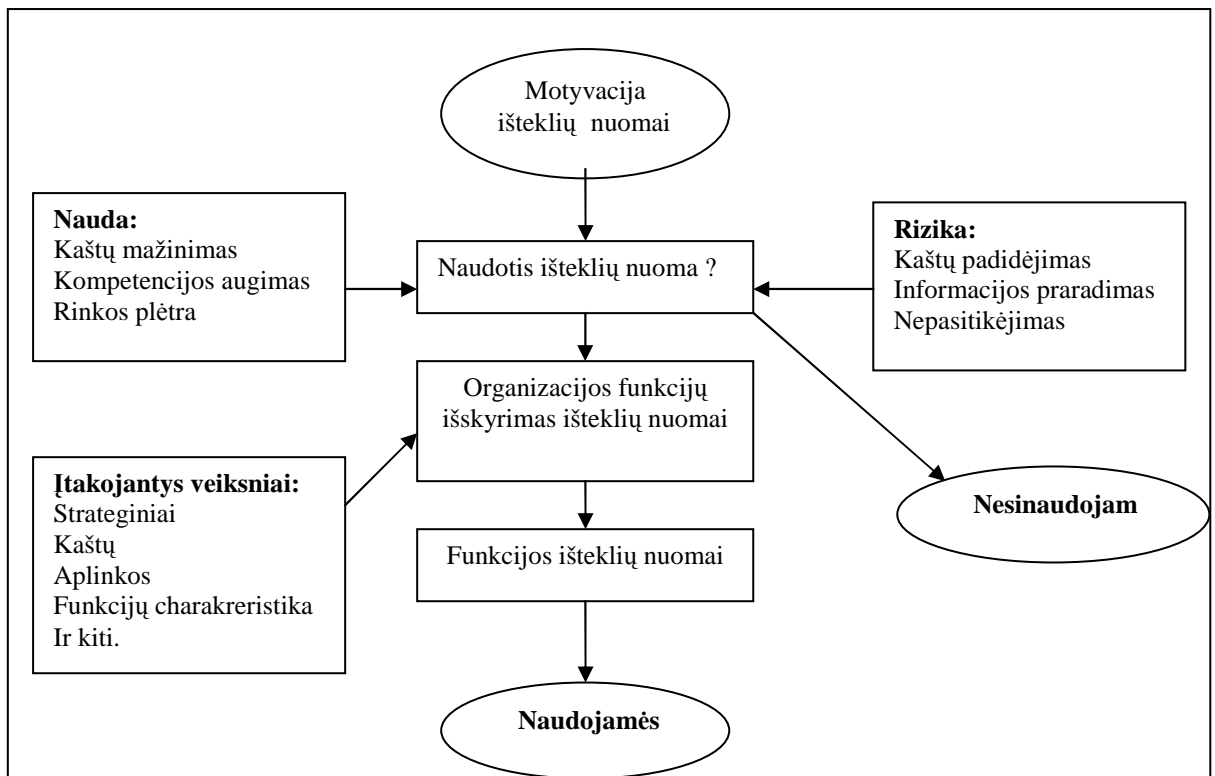 Motyvacija
išteklių nuomai
Nauda:
Kaštų mažinimas
Kompetencijos augimas
Rinkos plėtra
Naudotis išteklių nuoma ?
Rizika:
Kaštų padidėjimas
Informacijos praradimas
Nepasitikėjimas
Organizacijos funkcijų
išskyrimas išteklių nuomai
Įtakojantys veiksniai:
Strateginiai
Kaštų
Aplinkos
Funkcijų charakreristika
Ir kiti.
Nesinaudojam
Funkcijos išteklių nuomai
Naudojamės